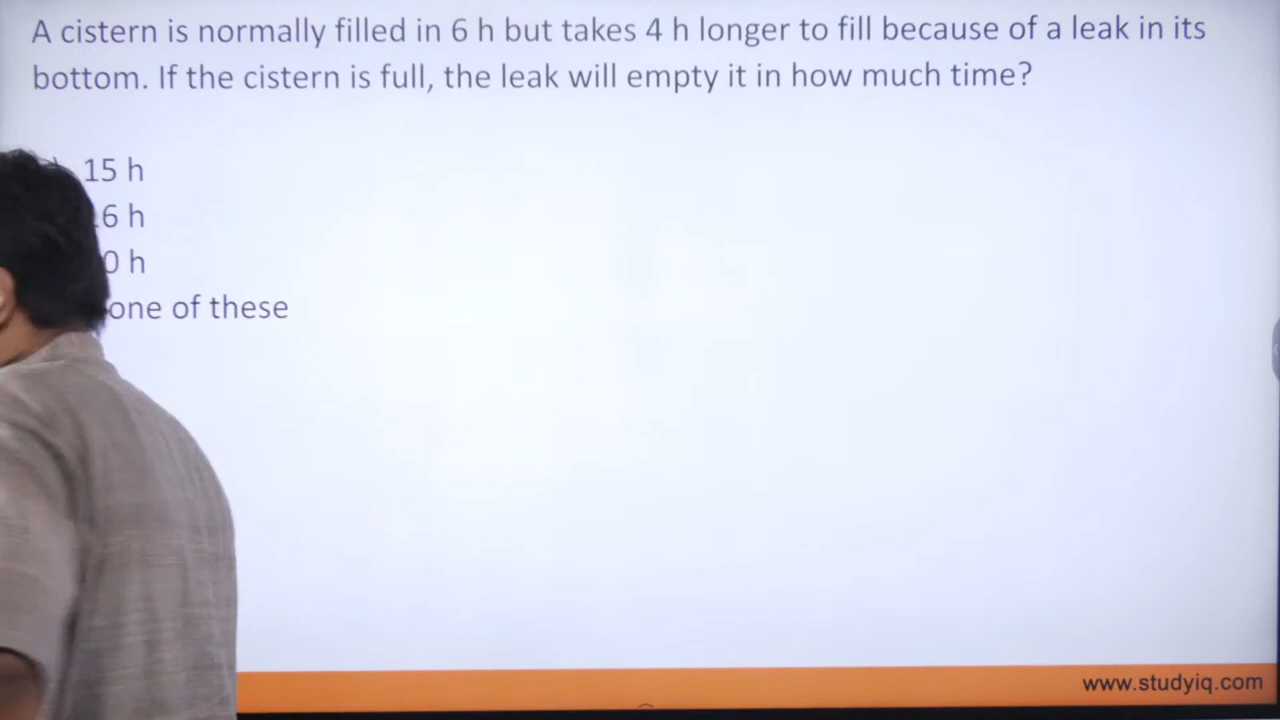 A cistern is normally filled in 6 h but takes 4 h longer to fill because of a leak in its
bottom. If the cistern is full, the leak will empty it in how much time?
15 h
6 h
0 h
one of these
www.studyiq.com